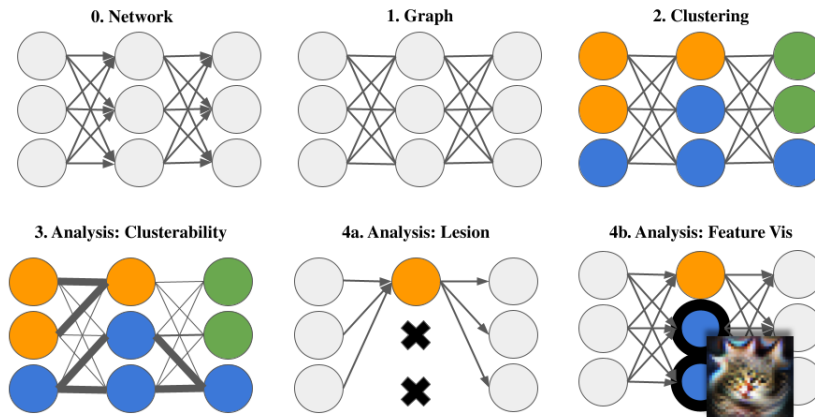 0. Network
1. Graph
2. Clustering
3. Analysis: Clusterability
4a. Analysis: Lesion
4b. Analysis: Feature Vis